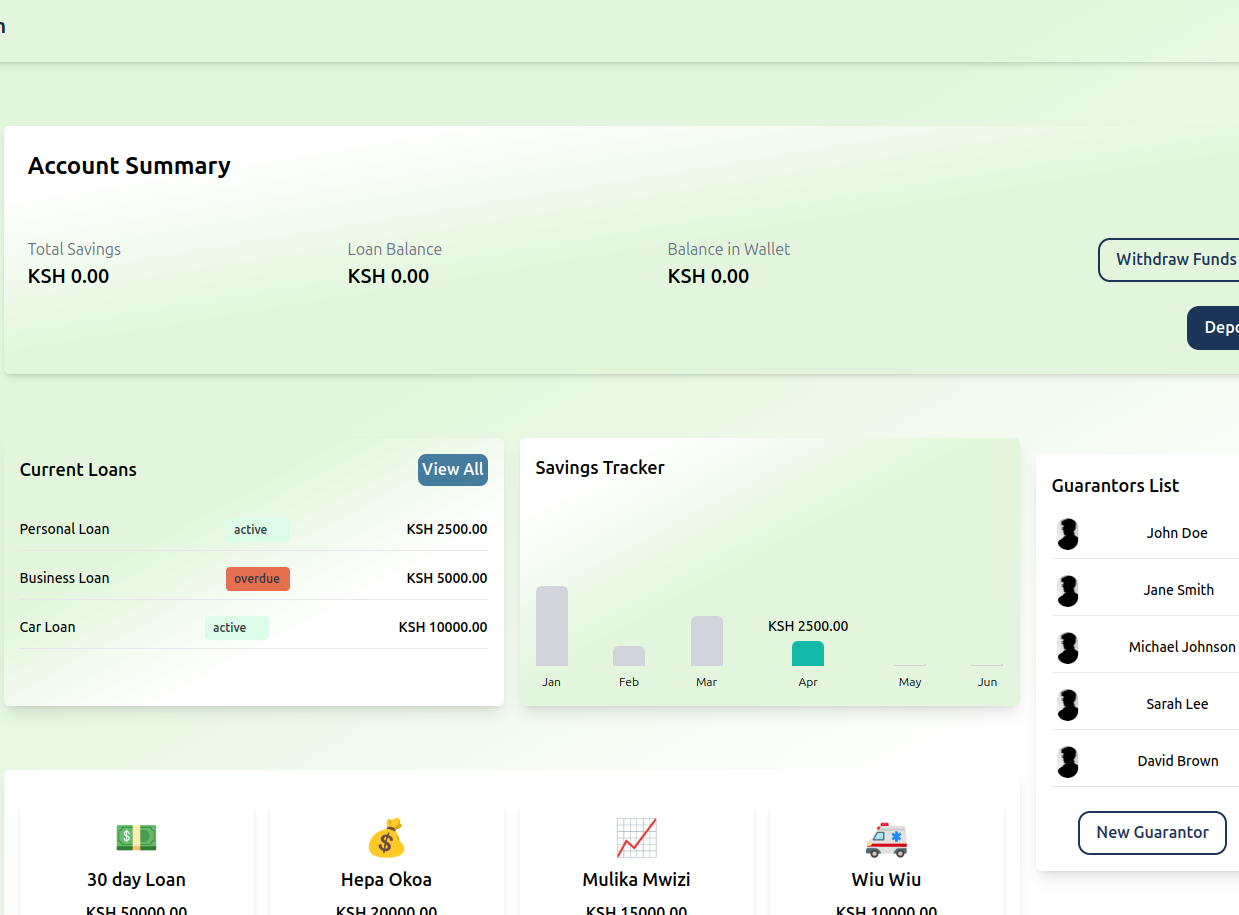 Account Summary
Total Savings
KSH 0.00
Loan Balance
KSH 0.00
Balance in Wallet
KSH 0.00
Withdraw Funds
Depo
Current Loans
View All
Personal Loan active KSH 2500.00
Business Loan overdue KSH 5000.00
Car Loan active KSH 10000.00
Savings Tracker
KSH 2500.00
Jan Feb Mar Apr May Jun
Guarantors List
John Doe
Jane Smith
Michael Johnson
Sarah Lee
David Brown
New Guarantor
30 day Loan
KSH 50000.00
Hepa Okoa
KSH 20000.00
Mulika Mwizi
KSH 15000.00
Wiu Wiu
KSH 10000.00